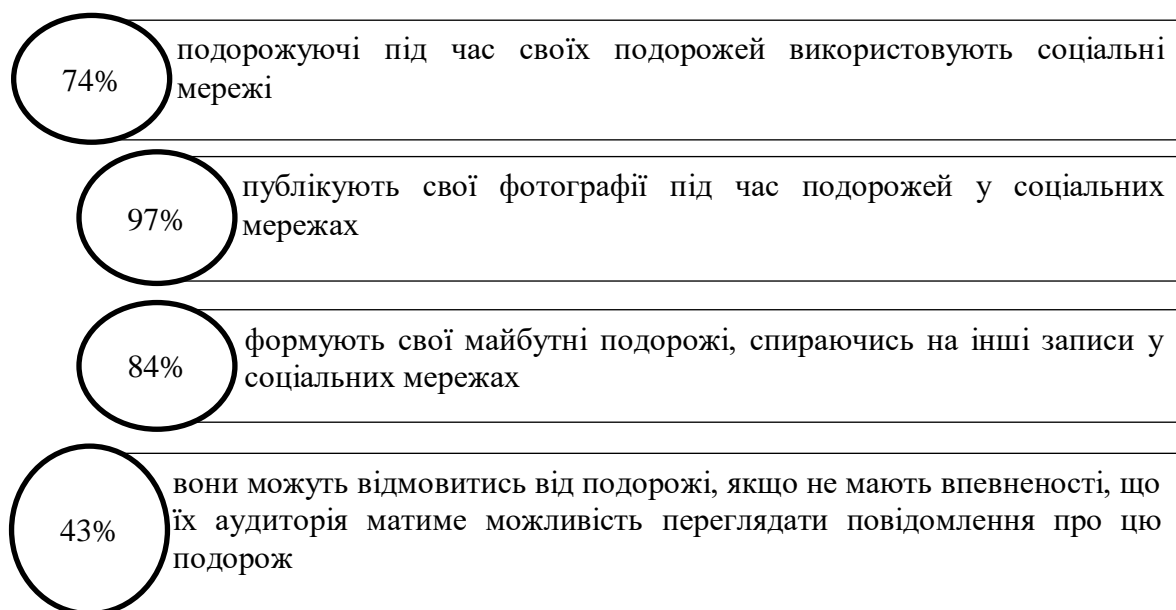 74%
подорожуючі під час своїх подорожей використовують соціальні
мережі
97%
публікують свої фотографії під час подорожей у соціальних
мережах
84%
формують свої майбутні подорожі, спираючись на інші записи у
соціальних мережах
43%
вони можуть відмовитись від подорожі, якщо не мають впевненості, що
їх аудиторія матиме можливість переглядати повідомлення про цю
подорож